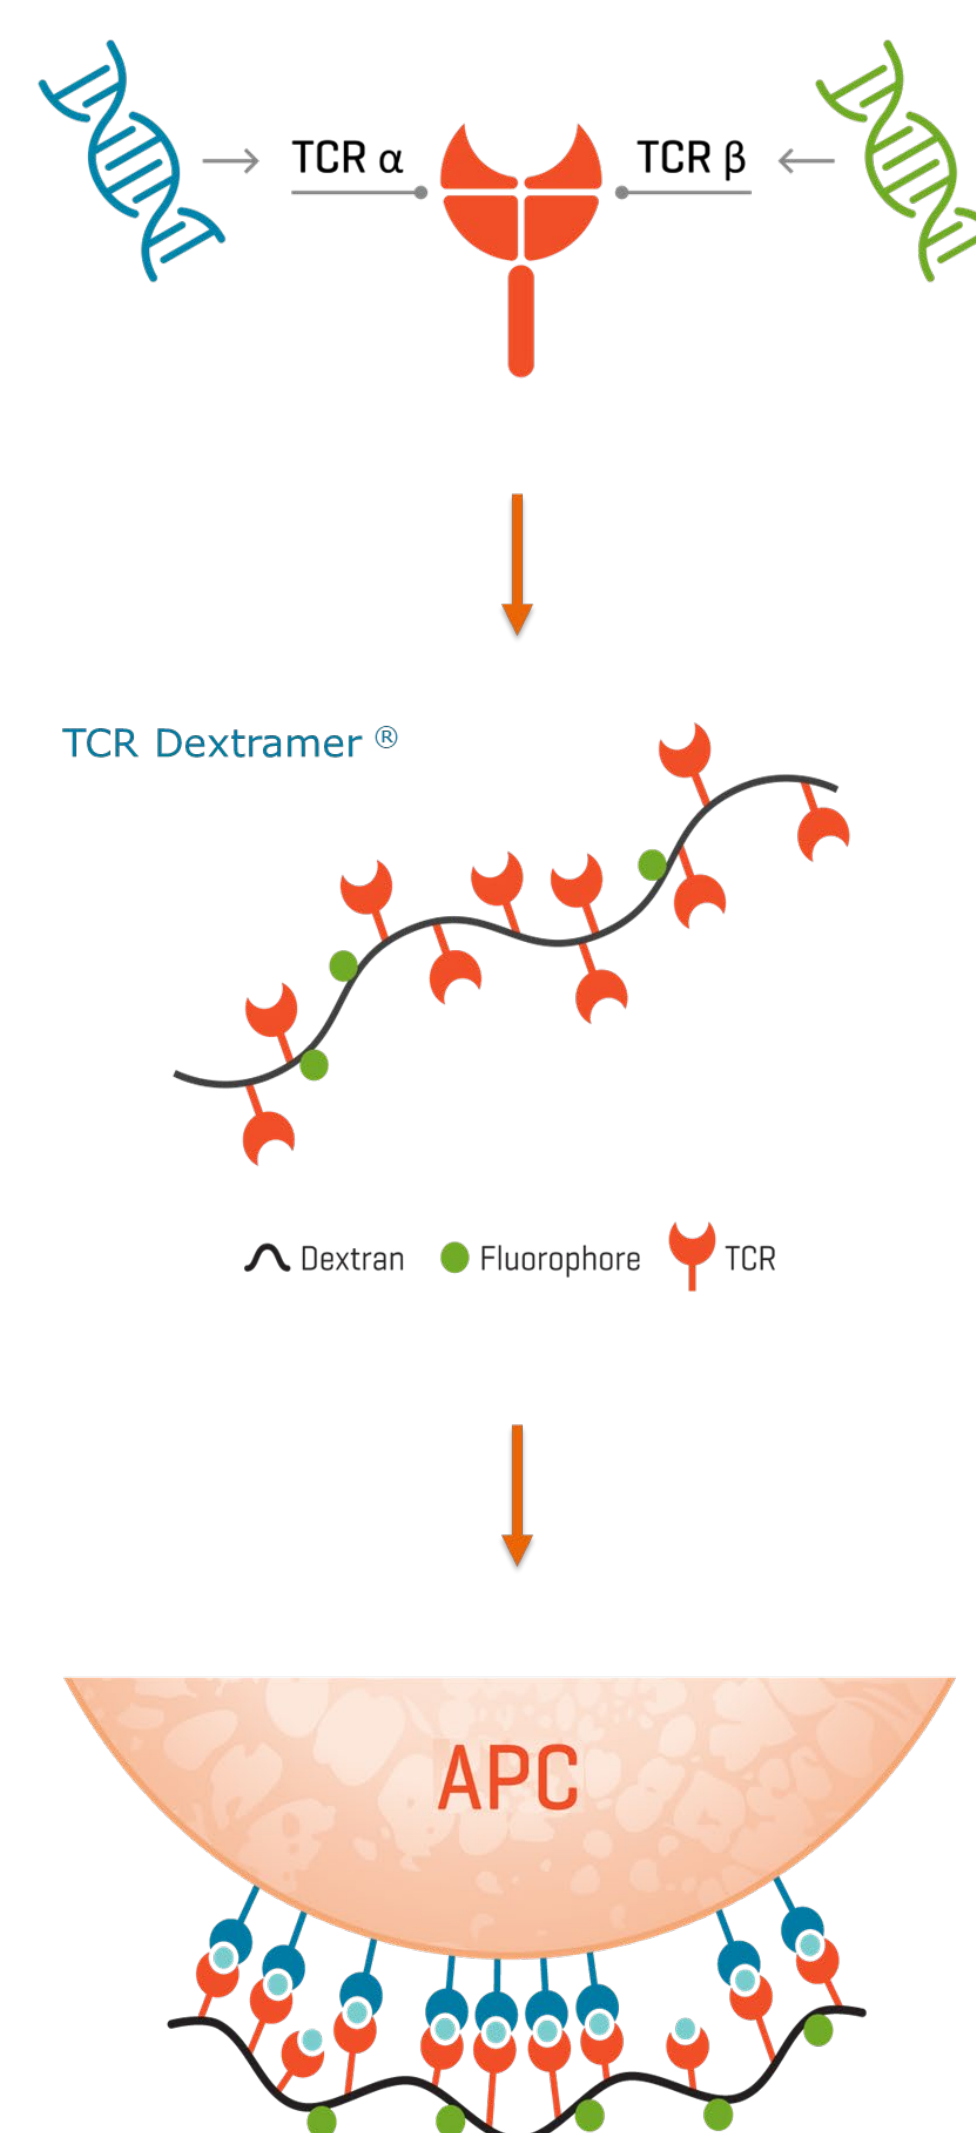 TCR α
TCR β
TCR Dextramer ®
Dextran
Fluorophore
TCR
APC